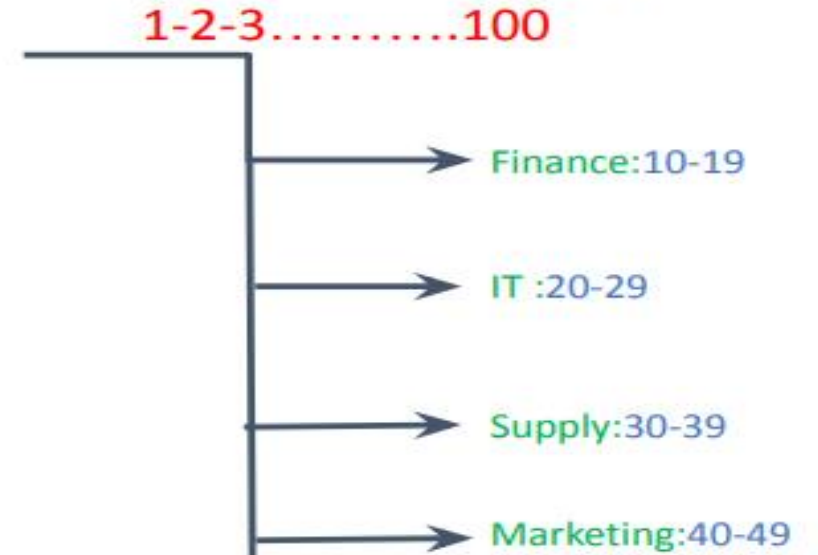 1-2-3..........100
Finance:10-19
IT :20-29
Supply:30-39
Marketing:40-49